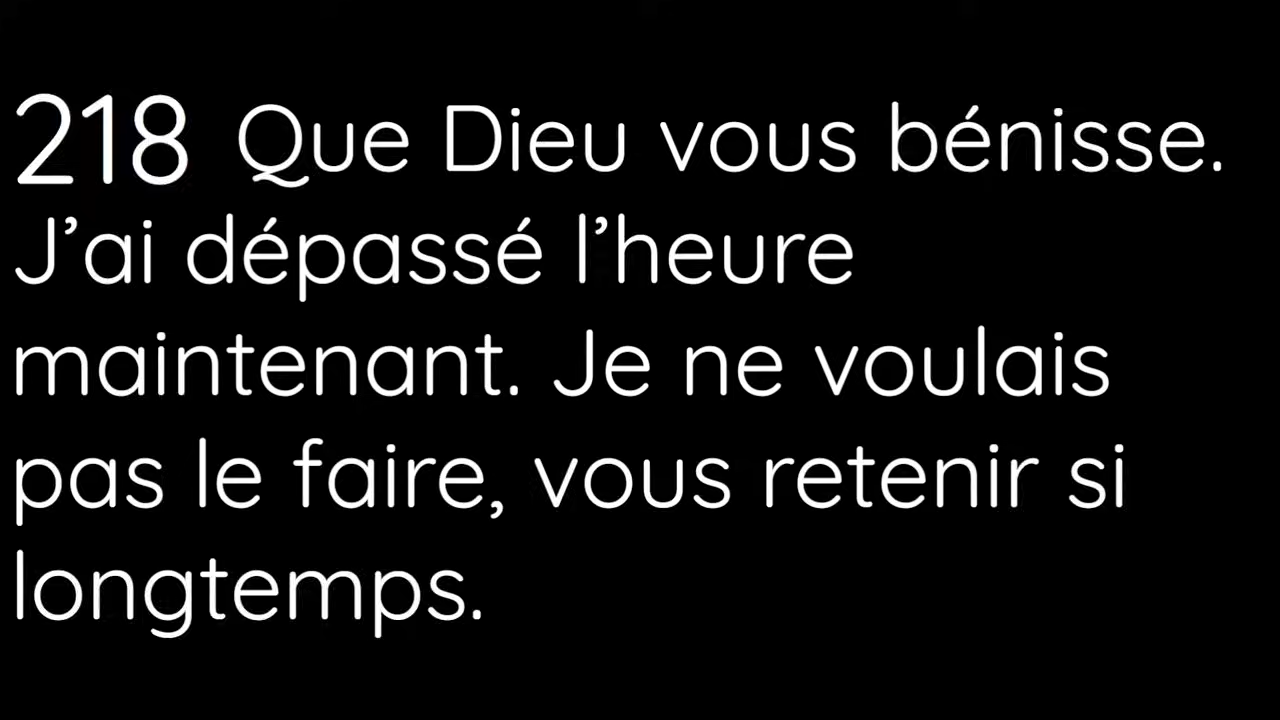 218 Que Dieu vous bénisse.
J’ai dépassé l’heure
maintenant. Je ne voulais
pas le faire, vous retenir si
longtemps.